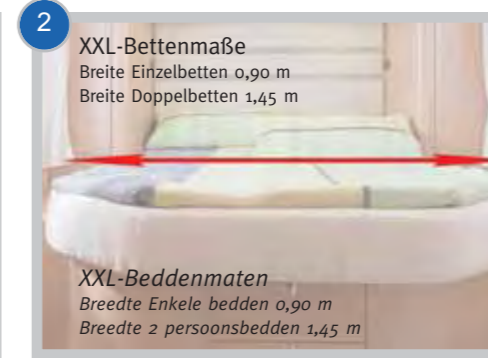 2
XXL-Bettenmaße
Breite Einzelbetten 0,90 m
Breite Doppelbetten 1,45 m
XXL-Beddenmaten
Breedte Enkele bedden 0,90 m
Breedte 2 persoonsbedden 1,45 m